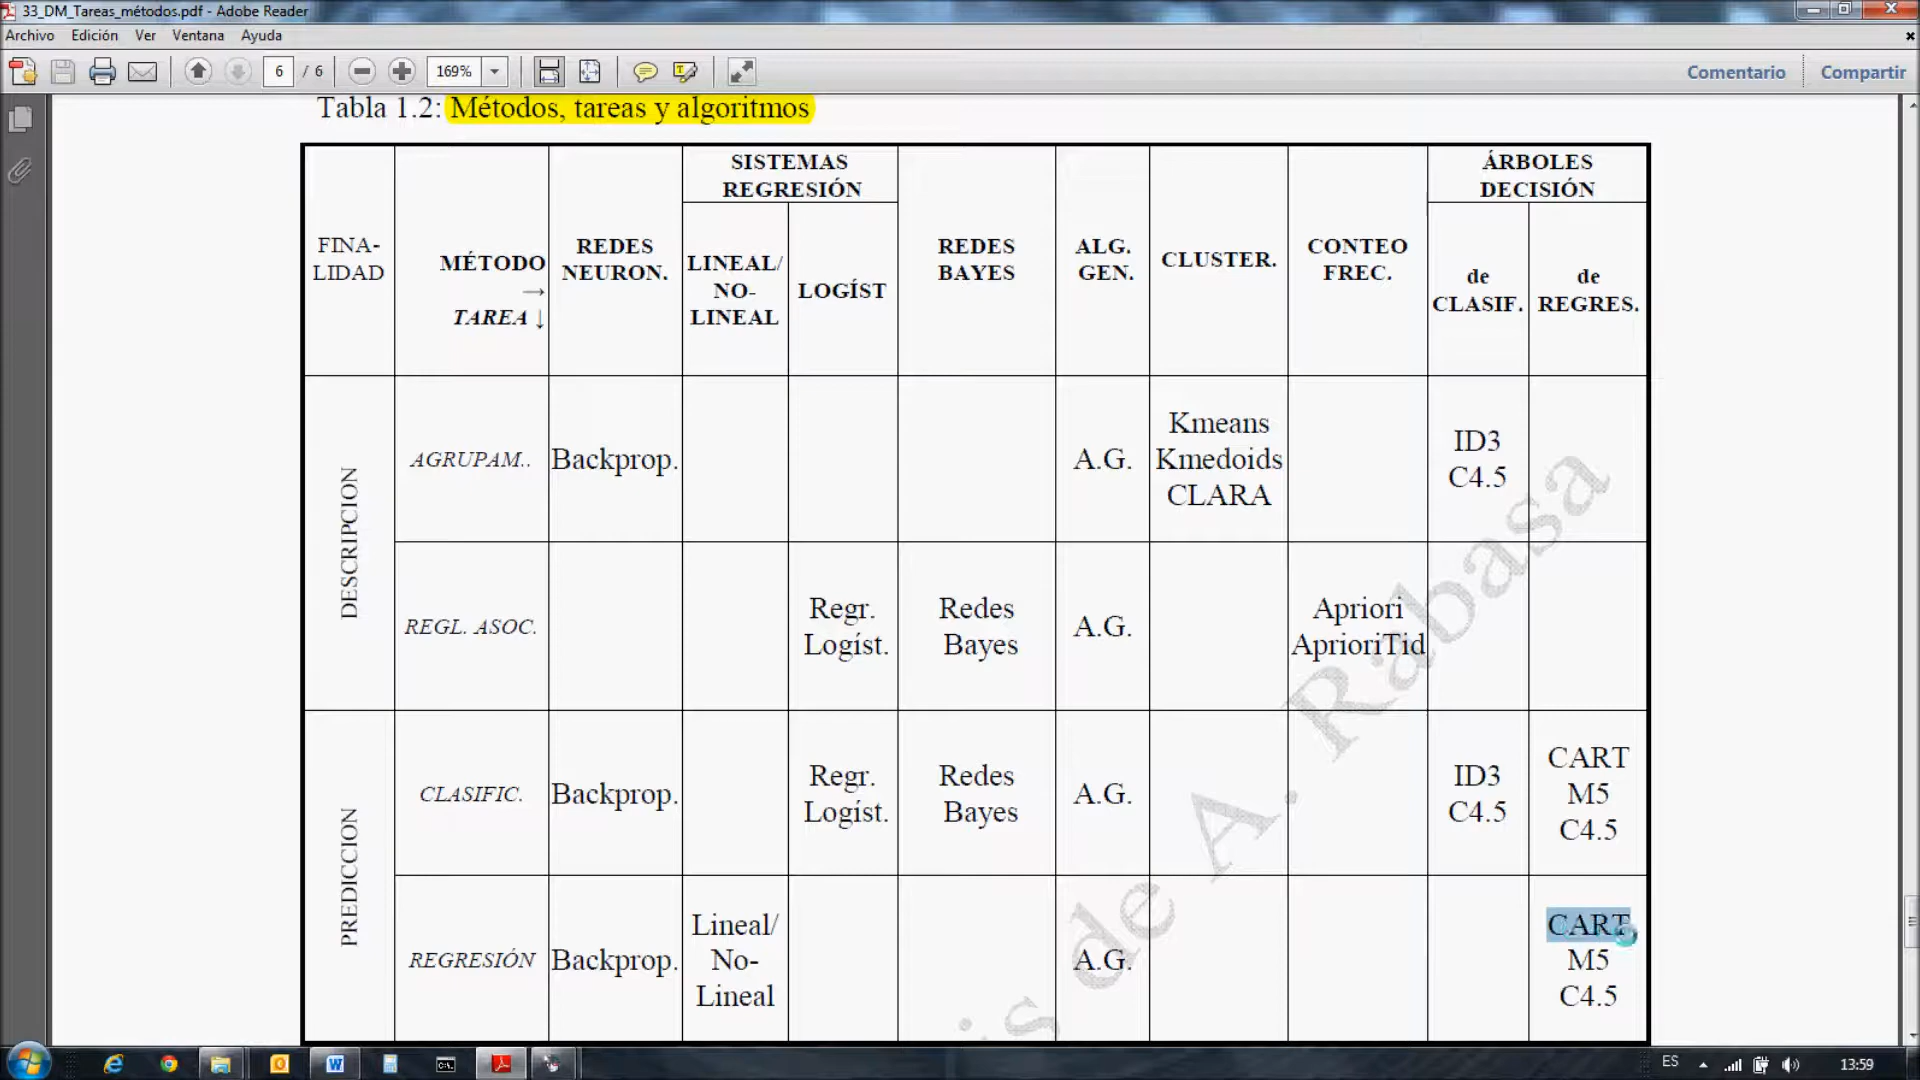 33_DM_Tareas_métodos.pdf - Adobe Reader
Archivo Edición Ver Ventana Ayuda
6 / 6 169% Comentario Compartir
Tabla 1.2: Métodos, tareas y algoritmos
FINA-
LIDAD
MÉTODO
→
TAREA ↓
REDES
NEURON.
SISTEMAS
REGRESIÓN
LINEAL/
NO-
LINEAL
LOGÍST
REDES
BAYES
ALG.
GEN.
CLUSTER.
CONTEO
FREC.
ÁRBOLES
DECISIÓN
de
CLASIF.
de
REGRES.
DESCRIPCION
AGRUPAM..
Backprop.
A.G.
Kmeans
Kmedoids
CLARA
ID3
C4.5
REGL. ASOC.
Regr.
Logíst.
Redes
Bayes
A.G.
Apriori
AprioriTid
PREDICCION
CLASIFIC.
Backprop.
Regr.
Logíst.
Redes
Bayes
A.G.
ID3
C4.5
CART
M5
C4.5
REGRESIÓN
Backprop.
Lineal/
No-
Lineal
A.G.
CART
M5
C4.5
is de A. Rabasa
ES 13:59